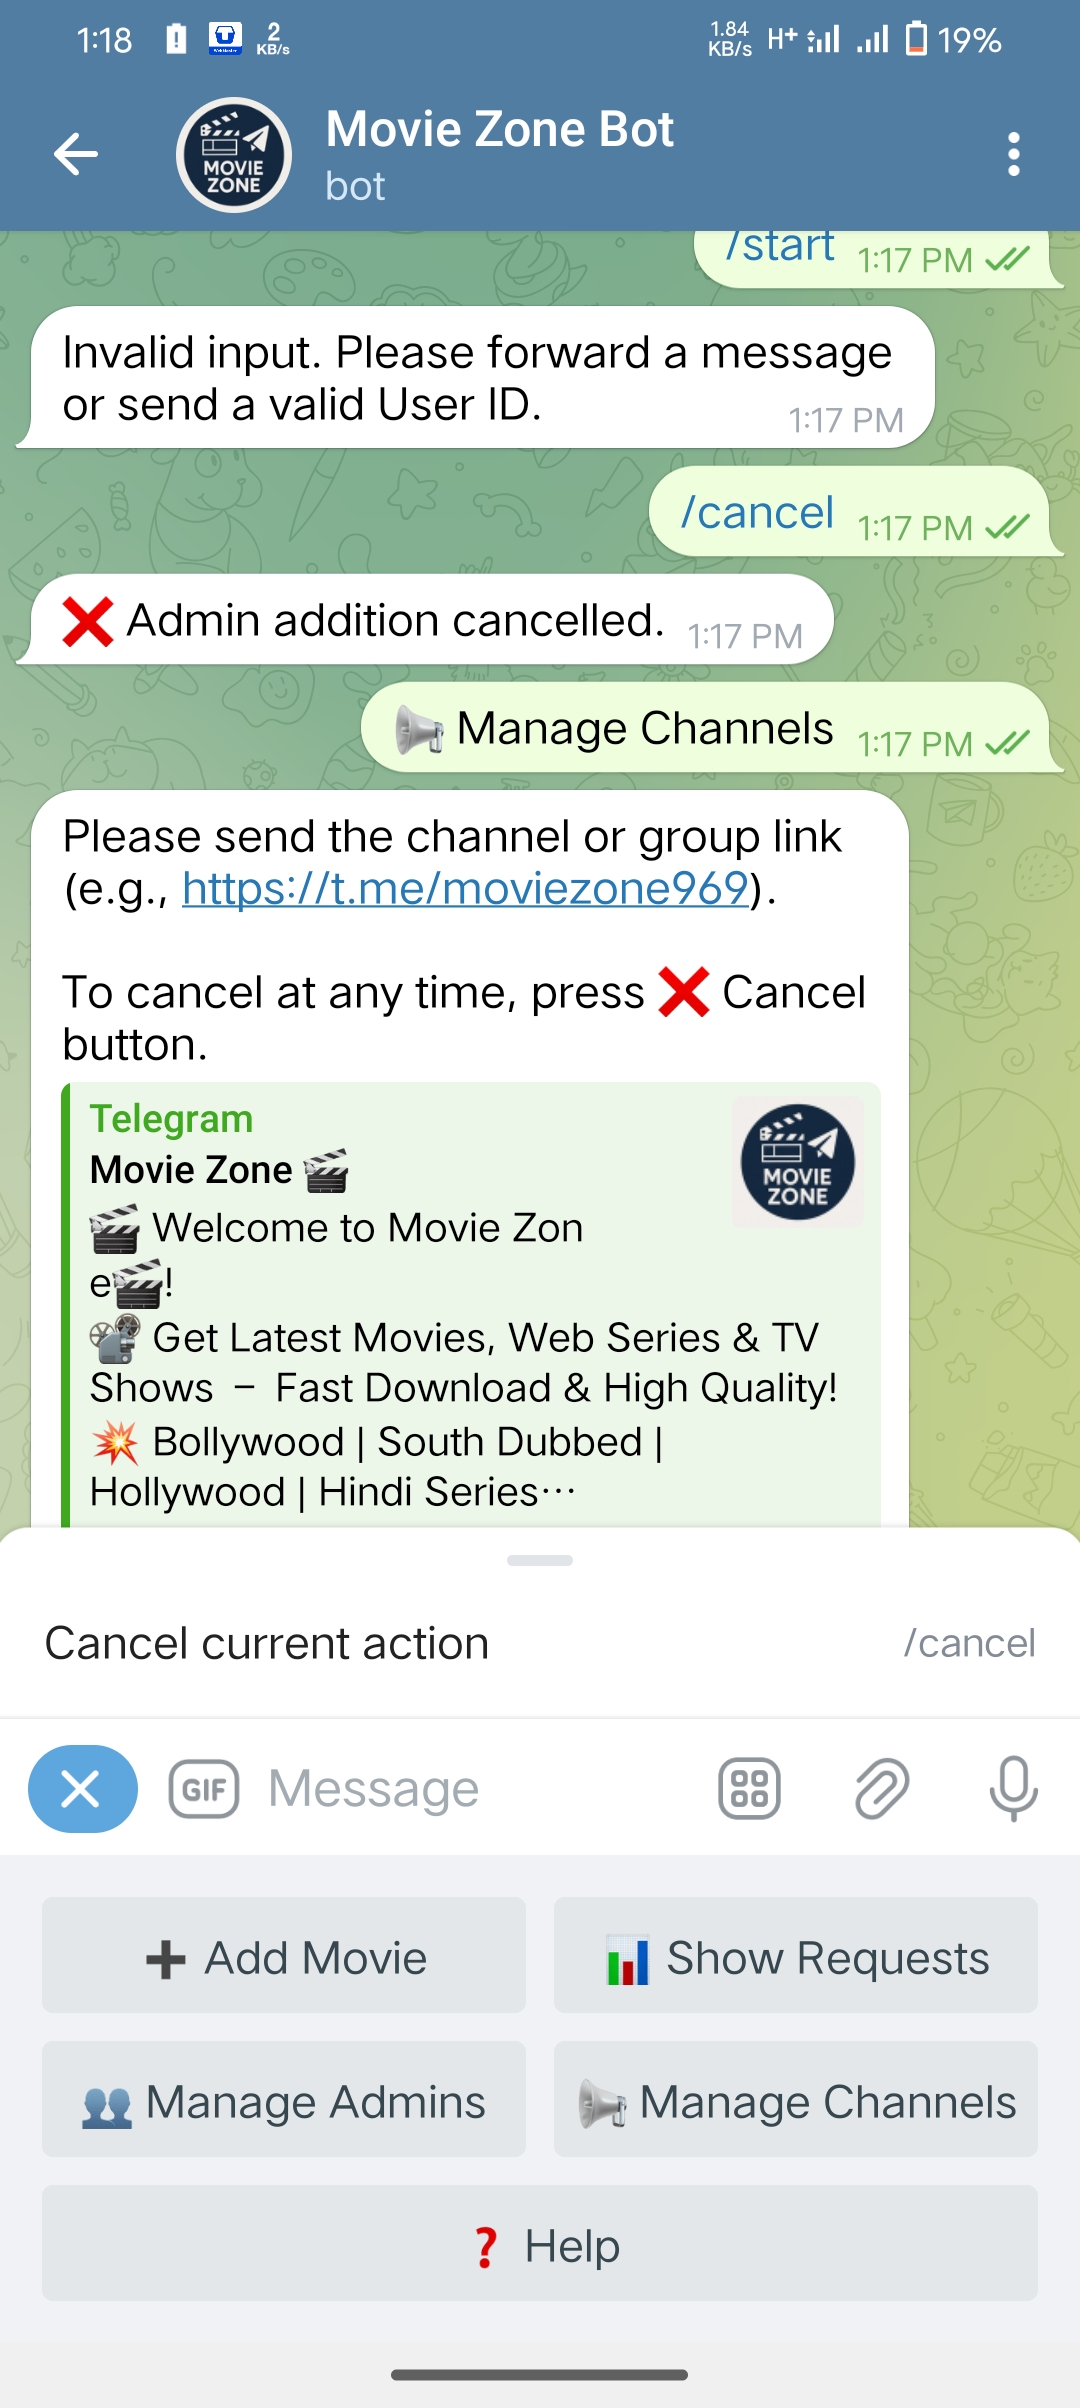 1:18
2
KB/s
1.84
KB/s
H+
19%
MOVIE
ZONE
Movie Zone Bot
bot
/start 1:17 PM
Invalid input. Please forward a message
or send a valid User ID.
1:17 PM
/cancel 1:17 PM
❌ Admin addition cancelled. 1:17 PM
📢 Manage Channels 1:17 PM
Please send the channel or group link
(e.g., https://t.me/moviezone969).
To cancel at any time, press ❌ Cancel
button.
Telegram
Movie Zone 🎬
🎬 Welcome to Movie Zon
e🎬!
🎥 Get Latest Movies, Web Series & TV
Shows – Fast Download & High Quality!
💥 Bollywood | South Dubbed |
Hollywood | Hindi Series…
MOVIE
ZONE
Cancel current action /cancel
GIF Message
➕ Add Movie
📊 Show Requests
👥 Manage Admins
📢 Manage Channels
❓ Help